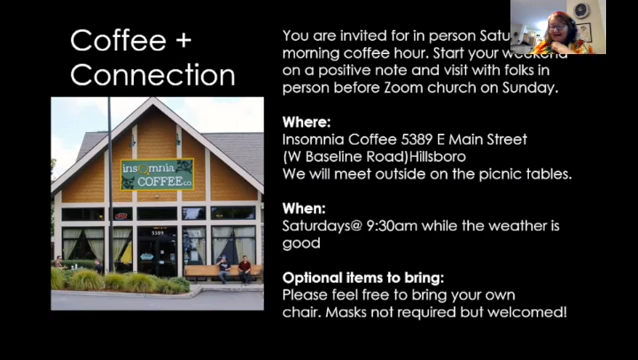 Coffee +
Connection
You are invited for in person
morning coffee hour. Start your weekend
on a positive note and visit with folks in
person before Zoom church on Sunday.
Where:
Insomnia Coffee 5389 E Main Street
(W Baseline Road)Hillsboro
We will meet outside on the picnic tables.
When:
Saturdays@ 9:30am while the weather is
good
Optional items to bring:
Please feel free to bring your own
chair. Masks not required but welcomed!
insomnia
COFFEE CO
5389